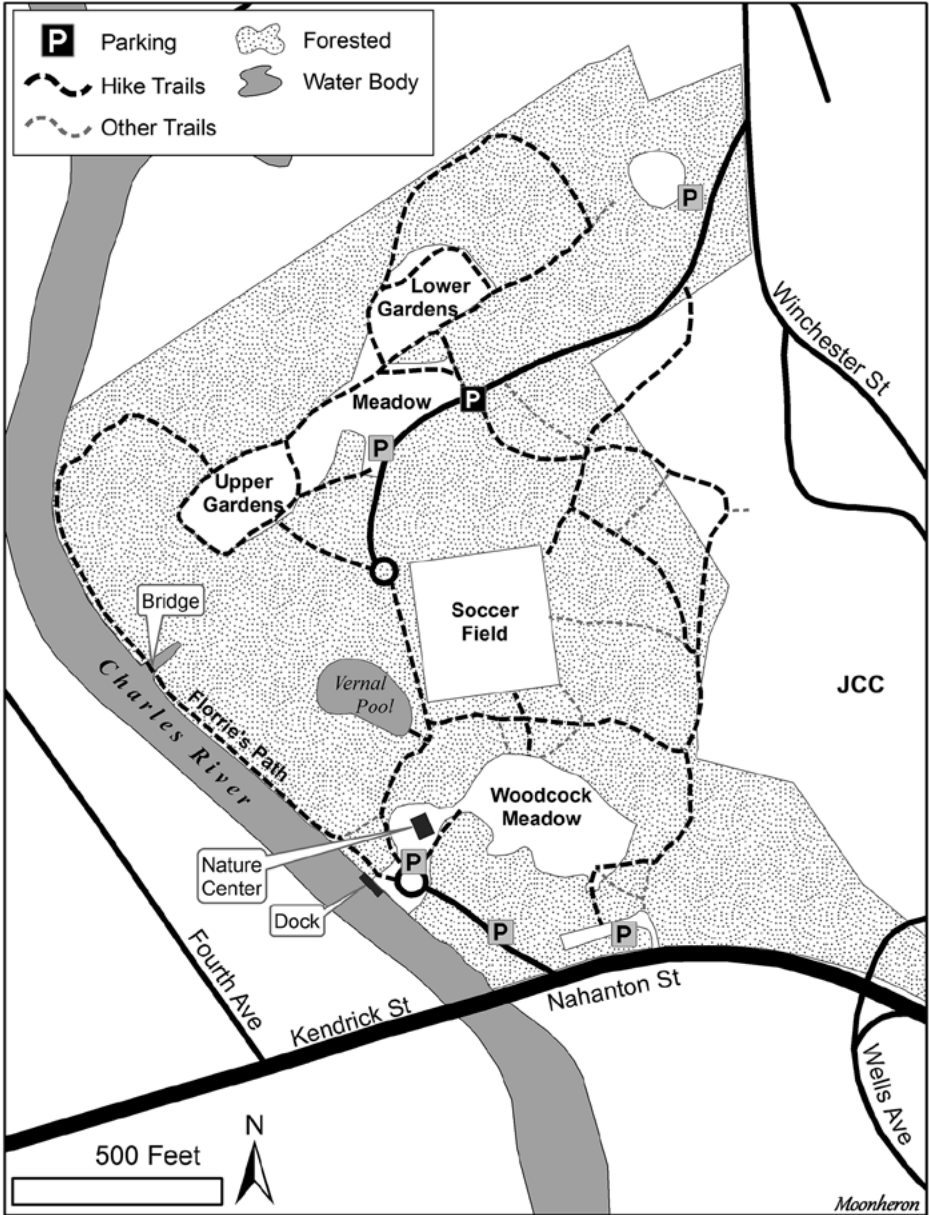 P Parking
Forested
Hike Trails
Water Body
Other Trails
P
Lower
Gardens
Winchester St
P
Meadow
P
Upper
Gardens
Bridge
Soccer
Field
Charles River
Florrie's Path
Vernal
Pool
JCC
Woodcock
Meadow
Nature
Center
P
Dock
P
P
Fourth Ave
Kendrick St
Nahanton St
Wells Ave
N
500 Feet
Moonheron